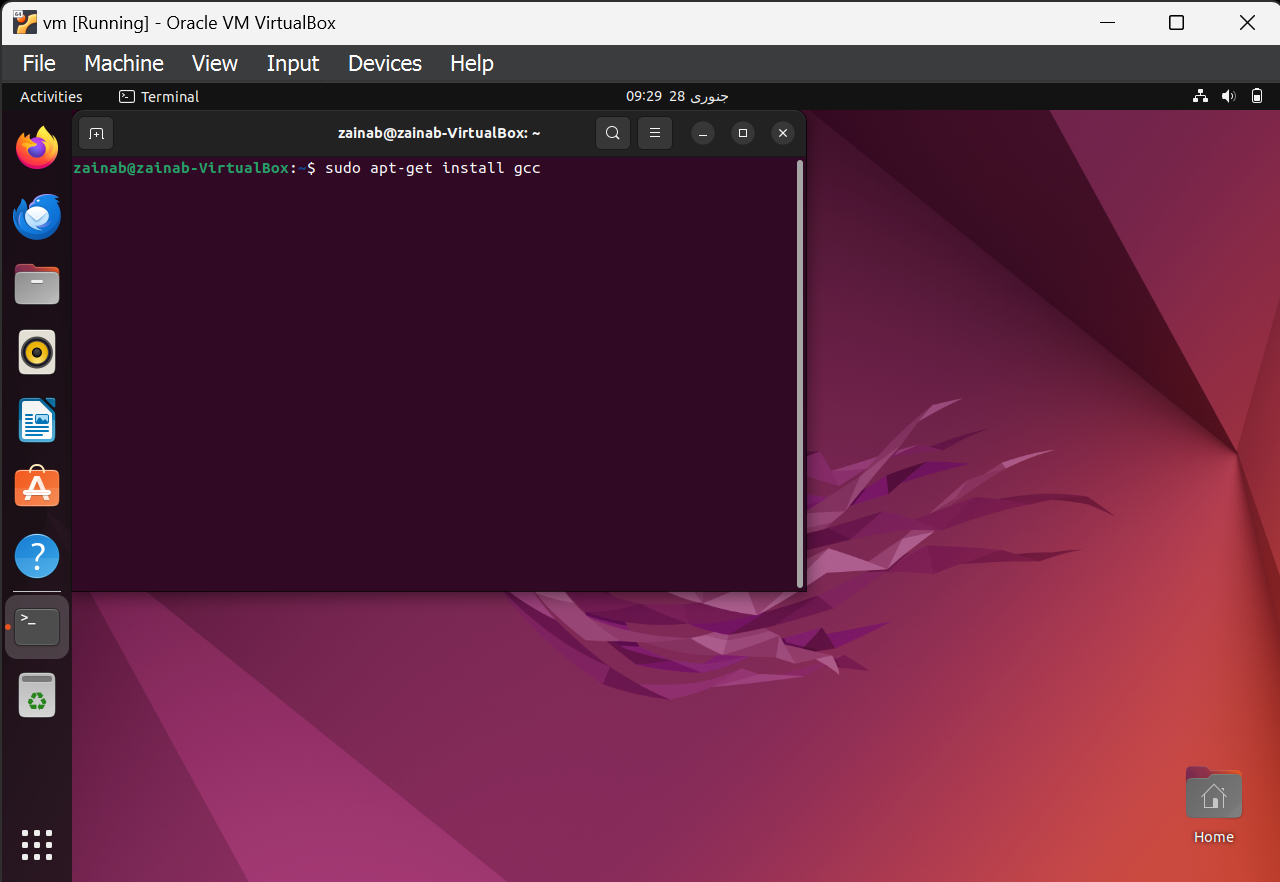 vm [Running] - Oracle VM VirtualBox
File Machine View Input Devices Help
Activities Terminal 09:29 28 جنوری
zainab@zainab-VirtualBox: ~
zainab@zainab-VirtualBox:~$ sudo apt-get install gcc
Home